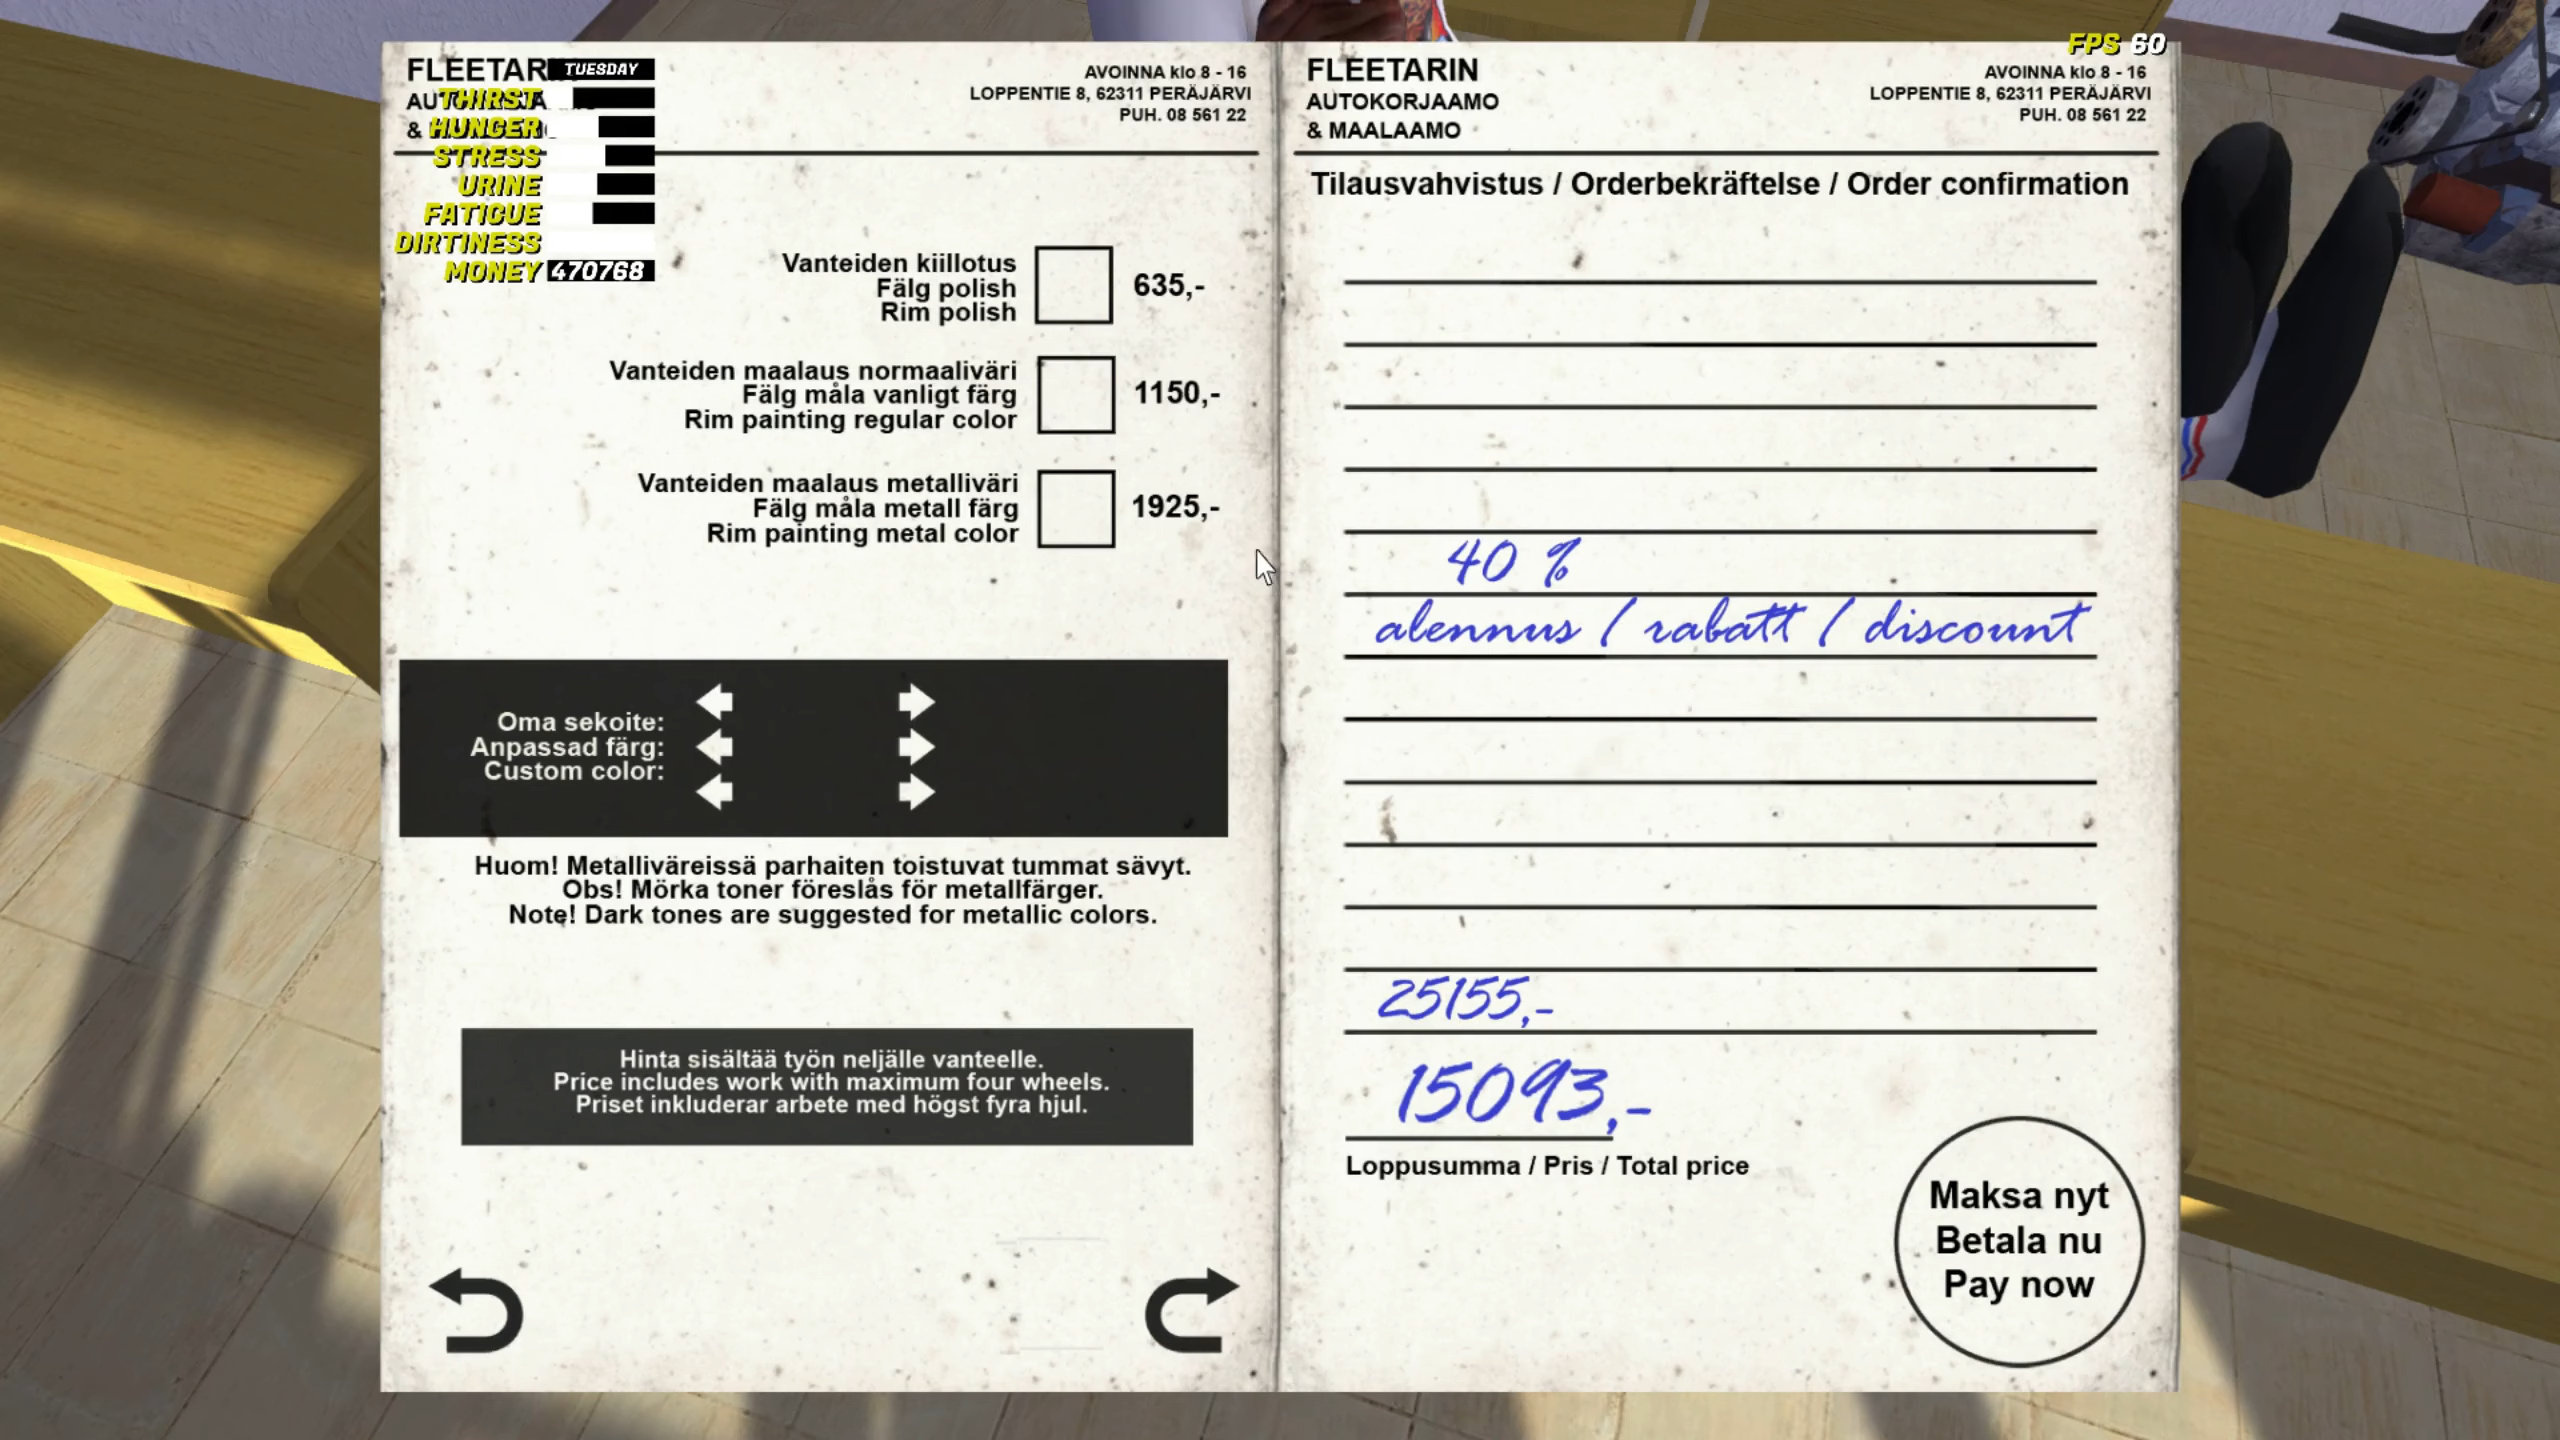 FPS 60
TUESDAY
THIRST
HUNGER
STRESS
URINE
FATIGUE
DIRTINESS
MONEY 470768
FLEETAR
AVOINNA klo 8 - 16
LOPPENTIE 8, 62311 PERÄJÄRVI
PUH. 08 561 22
Vanteiden kiillotus
Fälg polish
Rim polish
635,-
Vanteiden maalaus normaaliväri
Fälg måla vanligt färg
Rim painting regular color
1150,-
Vanteiden maalaus metalliväri
Fälg måla metall färg
Rim painting metal color
1925,-
Oma sekoite:
Anpassad färg:
Custom color:
Huom! Metalliväreissä parhaiten toistuvat tummat sävyt.
Obs! Mörka toner föreslås för metallfärger.
Note! Dark tones are suggested for metallic colors.
Hinta sisältää työn neljälle vanteelle.
Price includes work with maximum four wheels.
Priset inkluderar arbete med högst fyra hjul.
FLEETARIN
AUTOKORJAAMO
& MAALAAMO
AVOINNA klo 8 - 16
LOPPENTIE 8, 62311 PERÄJÄRVI
PUH. 08 561 22
Tilausvahvistus / Orderbekräftelse / Order confirmation
40 %
alennus / rabatt / discount
25155,-
15093,-
Loppusumma / Pris / Total price
Maksa nyt
Betala nu
Pay now